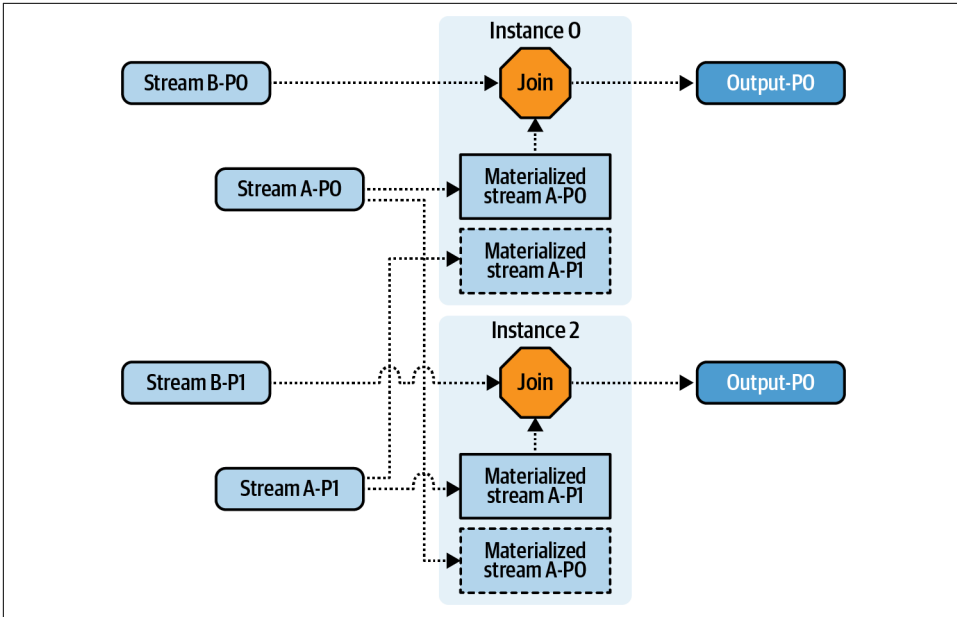 Instance 0
Stream B-P0
Join
Output-P0
Stream A-P0
Materialized
stream A-P0
Materialized
stream A-P1
Instance 2
Stream B-P1
Join
Output-P0
Stream A-P1
Materialized
stream A-P1
Materialized
stream A-P0